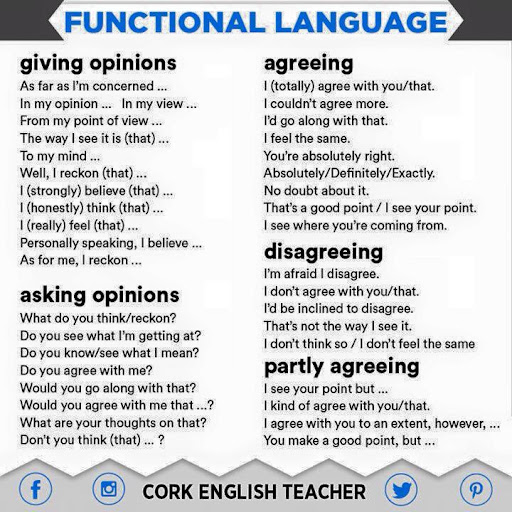 FUNCTIONAL LANGUAGE
giving opinions
As far as I'm concerned ...
In my opinion ... In my view ...
From my point of view ...
The way I see it is (that) ...
To my mind ...
Well, I reckon (that) ...
I (strongly) believe (that) ...
I (honestly) think (that) ...
I (really) feel (that) ...
Personally speaking, I believe ...
As for me, I reckon ...
asking opinions
What do you think/reckon?
Do you see what I'm getting at?
Do you know/see what I mean?
Do you agree with me?
Would you go along with that?
Would you agree with me that ...?
What are your thoughts on that?
Don't you think (that) ... ?
agreeing
I (totally) agree with you/that.
I couldn't agree more.
I'd go along with that.
I feel the same.
You're absolutely right.
Absolutely/Definitely/Exactly.
No doubt about it.
That's a good point / I see your point.
I see where you're coming from.
disagreeing
I'm afraid I disagree.
I don't agree with you/that.
I'd be inclined to disagree.
That's not the way I see it.
I don't think so / I don't feel the same
partly agreeing
I see your point but ...
I kind of agree with you/that.
I agree with you to an extent, however, ...
You make a good point, but ...
CORK ENGLISH TEACHER